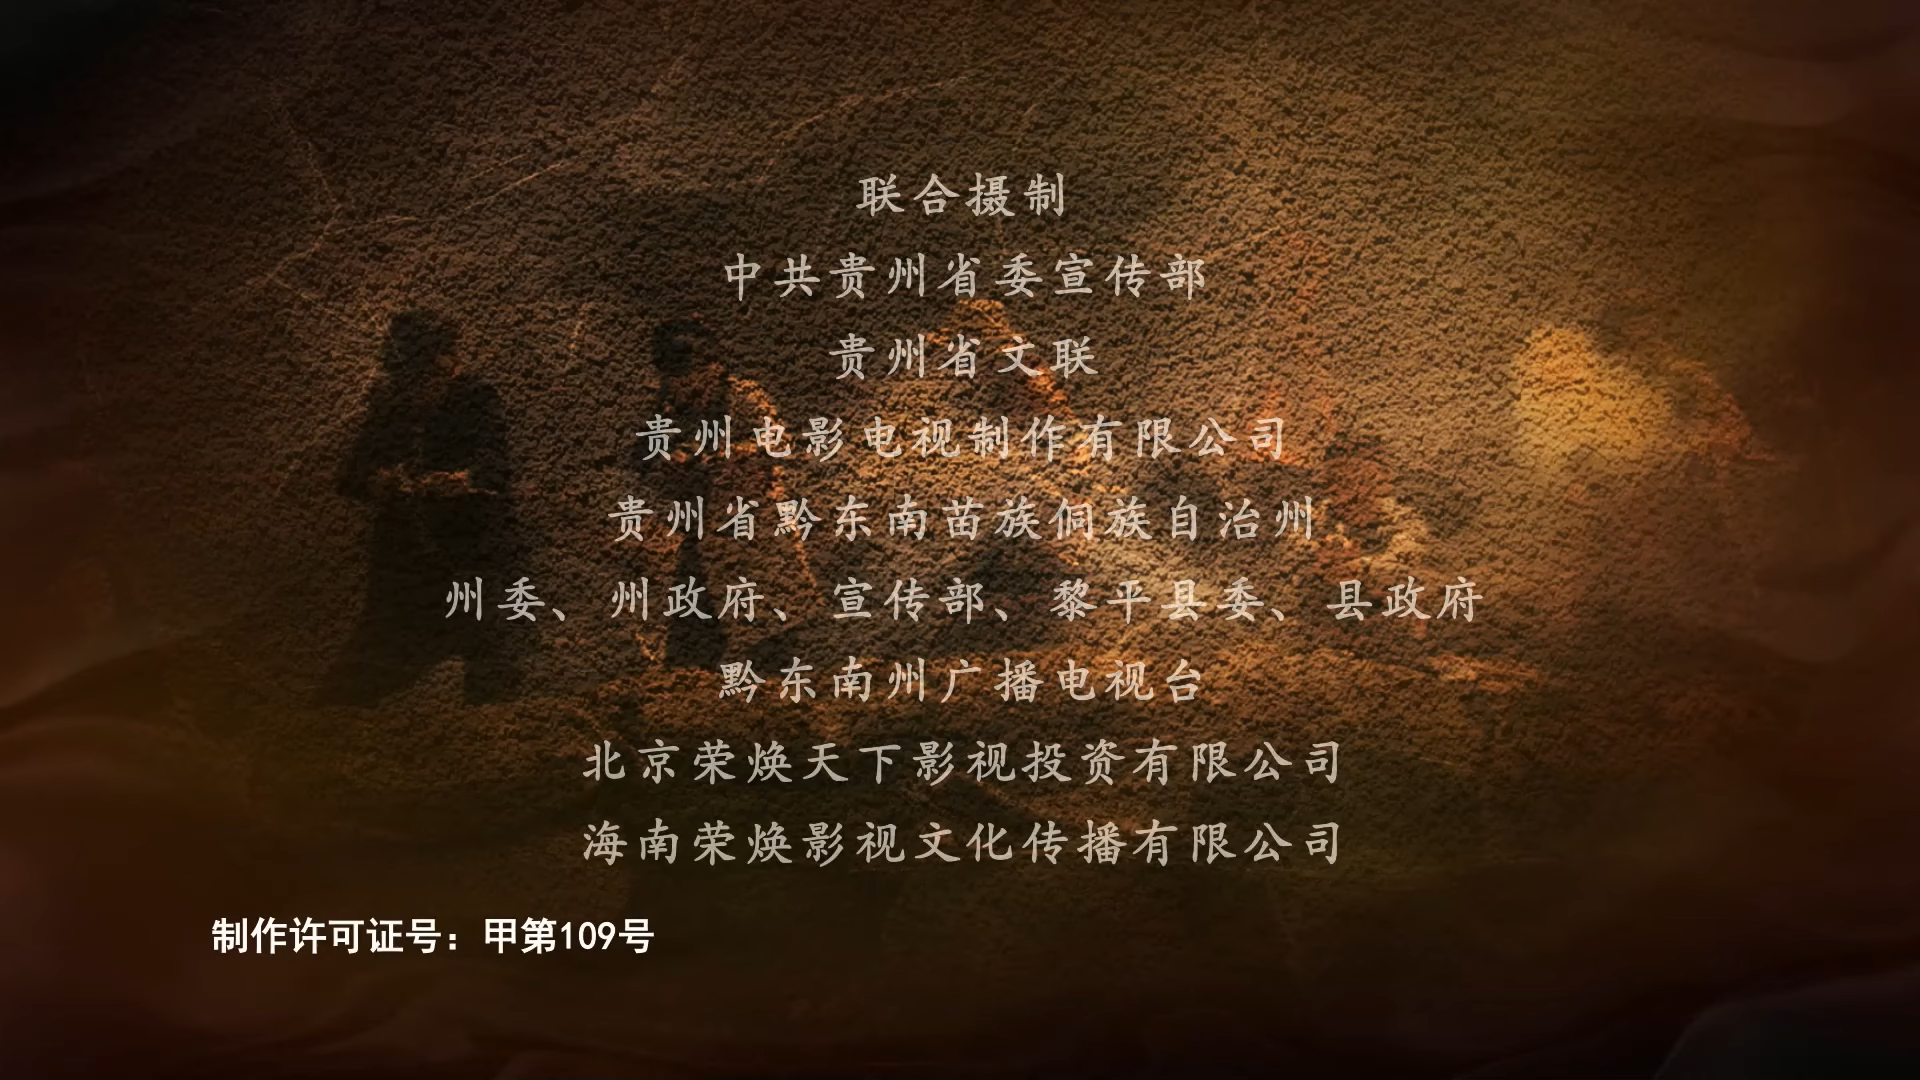 联合摄制
中共贵州省委宣传部
贵州省文联
贵州电影电视制作有限公司
贵州省黔东南苗族侗族自治州
州委、州政府、宣传部、黎平县委、县政府
黔东南州广播电视台
北京荣焕天下影视投资有限公司
海南荣焕影视文化传播有限公司
制作许可证号：甲第109号